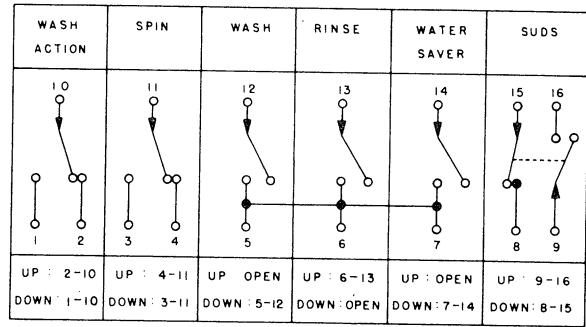 WASH ACTION SPIN WASH RINSE WATER SAVER SUDS
10 11 12 13 14 15 16
1 2 3 4 5 6 7 8 9
UP : 2-10 UP : 4-11 UP OPEN UP : 6-13 UP : OPEN UP : 9-16
DOWN : 1-10 DOWN : 3-11 DOWN : 5-12 DOWN : OPEN DOWN : 7-14 DOWN : 8-15